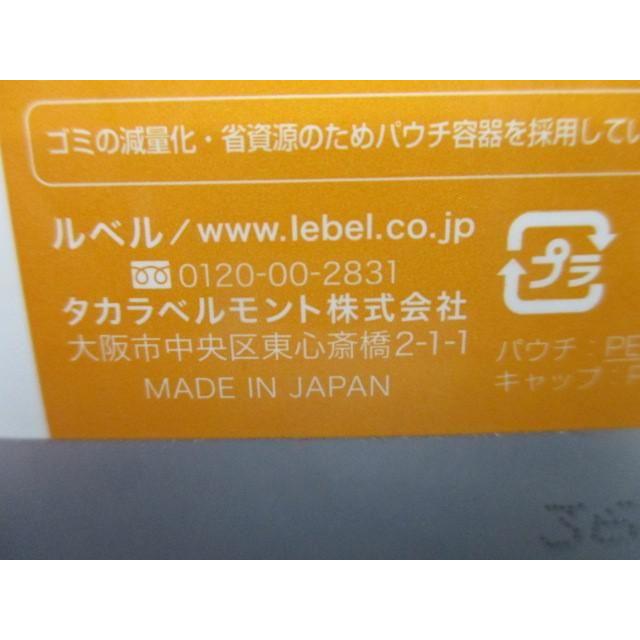 ゴミの減量化・省資源のためパウチ容器を採用してい
ルベル/www.lebel.co.jp
0120-00-2831
タカラベルモント株式会社
大阪市中央区東心斎橋2-1-1
MADE IN JAPAN
プラ
パウチ：PE
キャップ：P